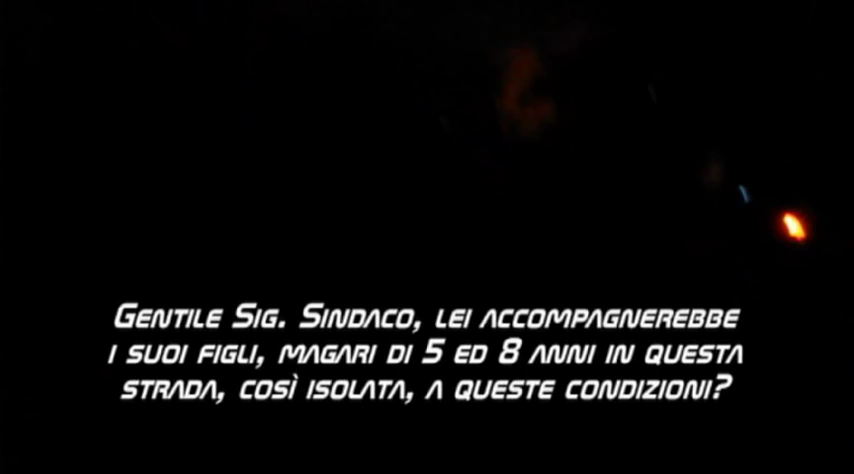 Gentile Sig. Sindaco, lei accompagnerebbe
i suoi figli, magari di 5 ed 8 anni in questa
strada, così isolata, a queste condizioni?